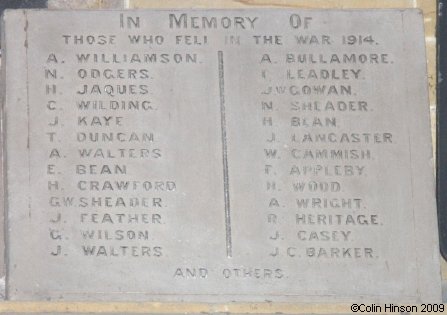 IN MEMORY OF
THOSE WHO FELL IN THE WAR 1914.
A. WILLIAMSON.
N. ODGERS.
H. JAQUES
C. WILDING.
J. KAYE
T. DUNCAN
A. WALTERS
E. BEAN
H. CRAWFORD
G.W. SHEADER
J. FEATHER.
G. WILSON
J. WALTERS.
A. BULLAMORE.
LEADLEY.
J.W. GOWAN.
N. SHEADER.
H. BEAN.
J. LANCASTER
W. CAMMISH.
F. APPLEBY.
H. WOOD
A. WRIGHT.
R. HERITAGE.
J. CASEY.
J. C. BARKER.
AND OTHERS.
©Colin Hinson 2009